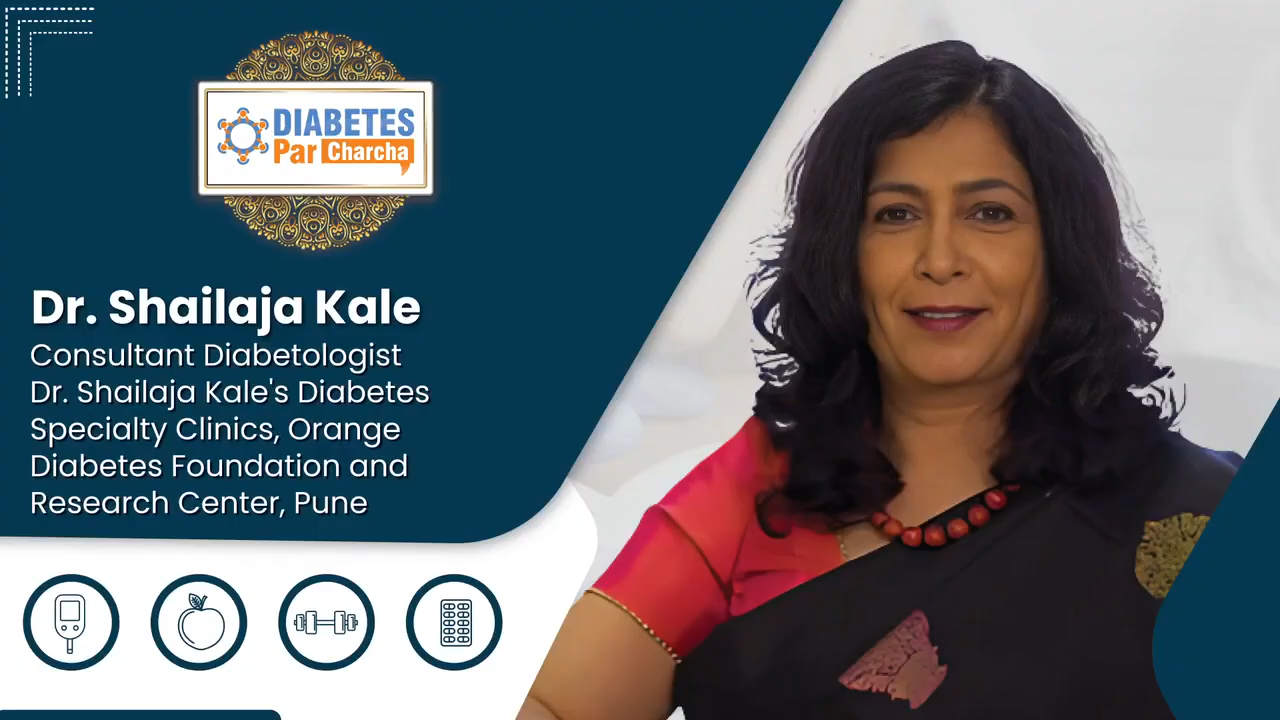 DIABETES
Par Charcha
Dr. Shailaja Kale
Consultant Diabetologist
Dr. Shailaja Kale's Diabetes
Specialty Clinics, Orange
Diabetes Foundation and
Research Center, Pune